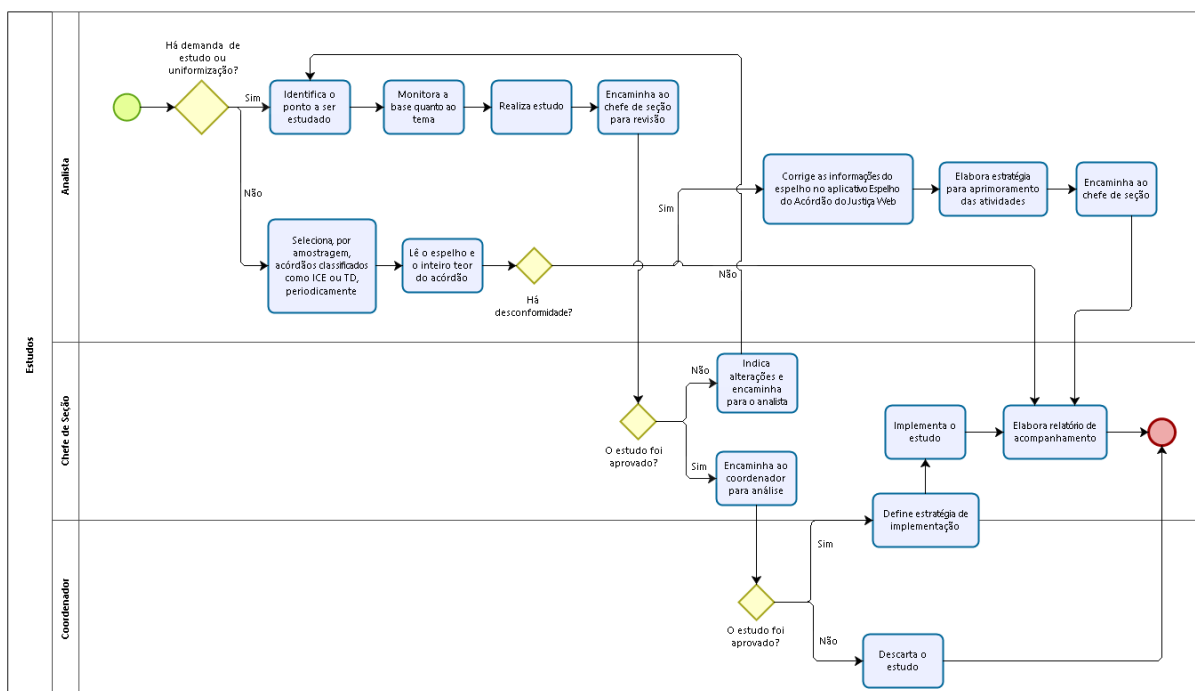 Estudos
Analista
Há demanda de
estudo ou
uniformização?
Sim
Identifica o
ponto a ser
estudado
Monitora a
base quanto ao
tema
Realiza estudo
Encaminha ao
chefe de seção
para revisão
Não
Seleciona, por
amostragem,
acórdãos classificados
como ICE ou TD,
periodicamente
Lê o espelho e
o inteiro teor
do acórdão
Há
desconformidade?
Sim
Corrige as informações do
espelho no aplicativo Espelho
do Acórdão do Justiça Web
Elabora estratégia
para aprimoramento
das atividades
Encaminha ao
chefe de seção
Não
Chefe de Seção
O estudo foi
aprovado?
Não
Indica
alterações e
encaminha
para o analista
Sim
Encaminha ao
coordenador
para análise
Implementa o
estudo
Elabora relatório de
acompanhamento
Define estratégia de
implementação
Coordenador
O estudo foi
aprovado?
Sim
Não
Descarta o
estudo